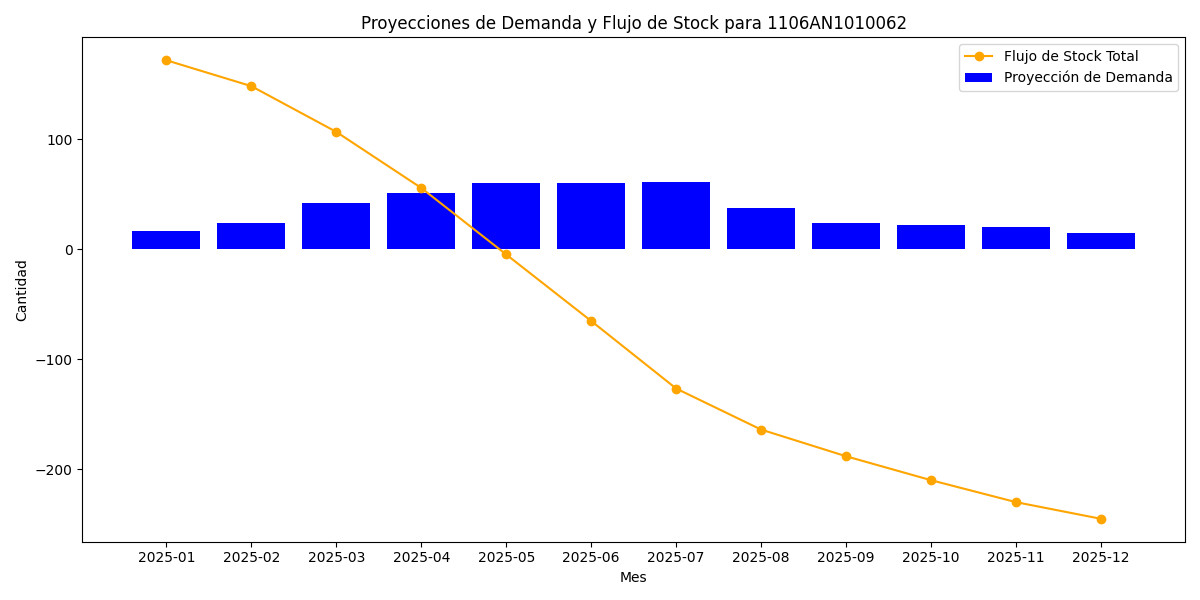 Proyecciones de Demanda y Flujo de Stock para 1106AN1010062
Flujo de Stock Total
Proyección de Demanda
Cantidad
100
0
−100
−200
2025-01 2025-02 2025-03 2025-04 2025-05 2025-06 2025-07 2025-08 2025-09 2025-10 2025-11 2025-12
Mes